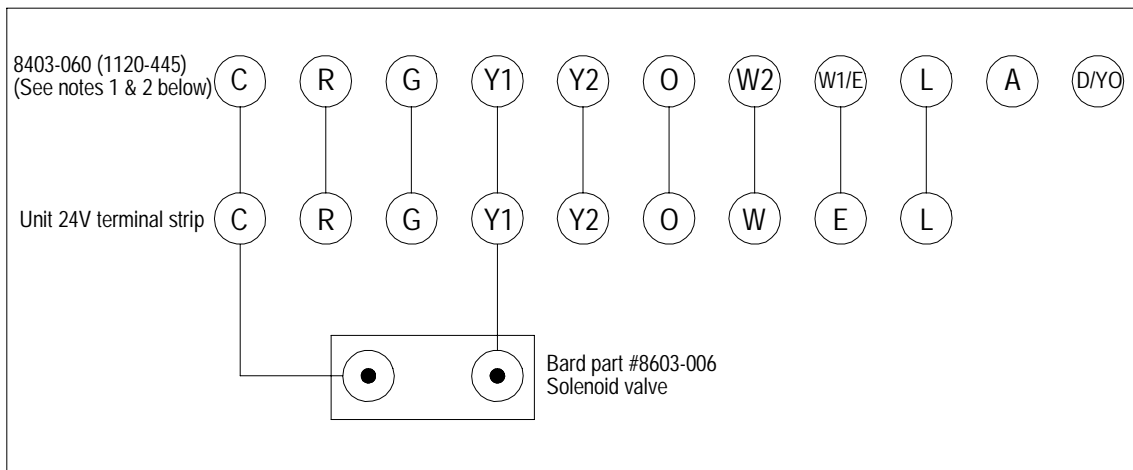 8403-060 (1120-445)
(See notes 1 & 2 below)
C R G Y1 Y2 O W2 W1/E L A D/YO
Unit 24V terminal strip
C R G Y1 Y2 O W E L
Bard part #8603-006
Solenoid valve